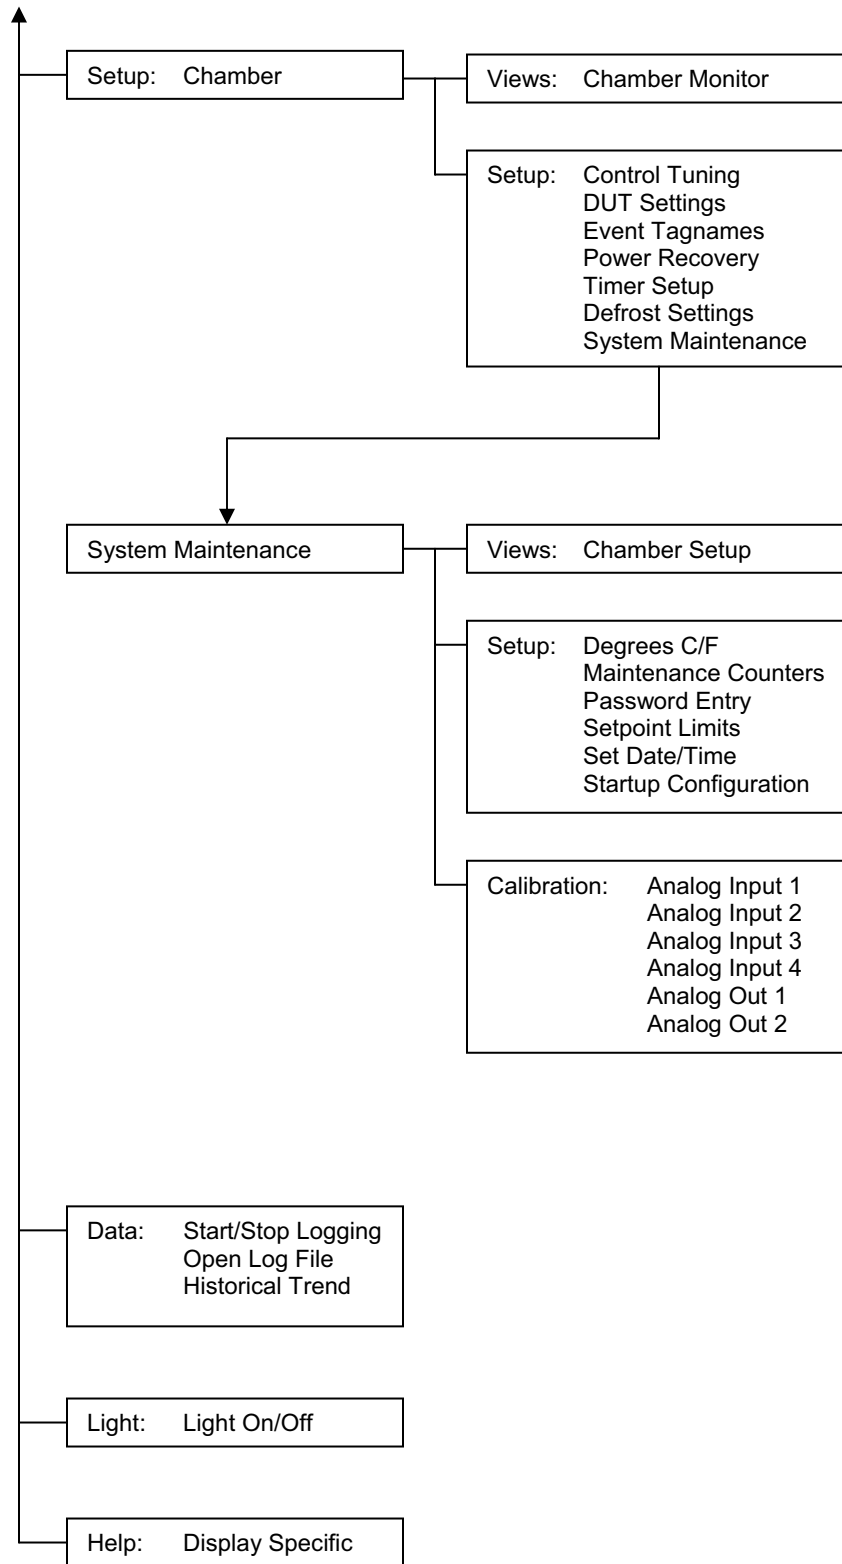 Setup: Chamber
Views: Chamber Monitor
Setup: Control Tuning
DUT Settings
Event Tagnames
Power Recovery
Timer Setup
Defrost Settings
System Maintenance
System Maintenance
Views: Chamber Setup
Setup: Degrees C/F
Maintenance Counters
Password Entry
Setpoint Limits
Set Date/Time
Startup Configuration
Calibration: Analog Input 1
Analog Input 2
Analog Input 3
Analog Input 4
Analog Out 1
Analog Out 2
Data: Start/Stop Logging
Open Log File
Historical Trend
Light: Light On/Off
Help: Display Specific